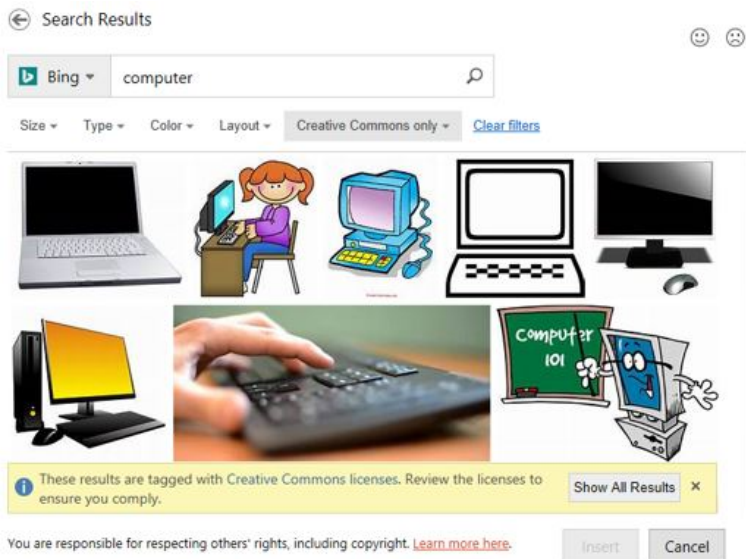 Search Results
Bing
computer
Size
Type
Color
Layout
Creative Commons only
Clear filters
Computer
101
These results are tagged with Creative Commons licenses. Review the licenses to
ensure you comply.
Show All Results
You are responsible for respecting others' rights, including copyright. Learn more here.
Insert
Cancel